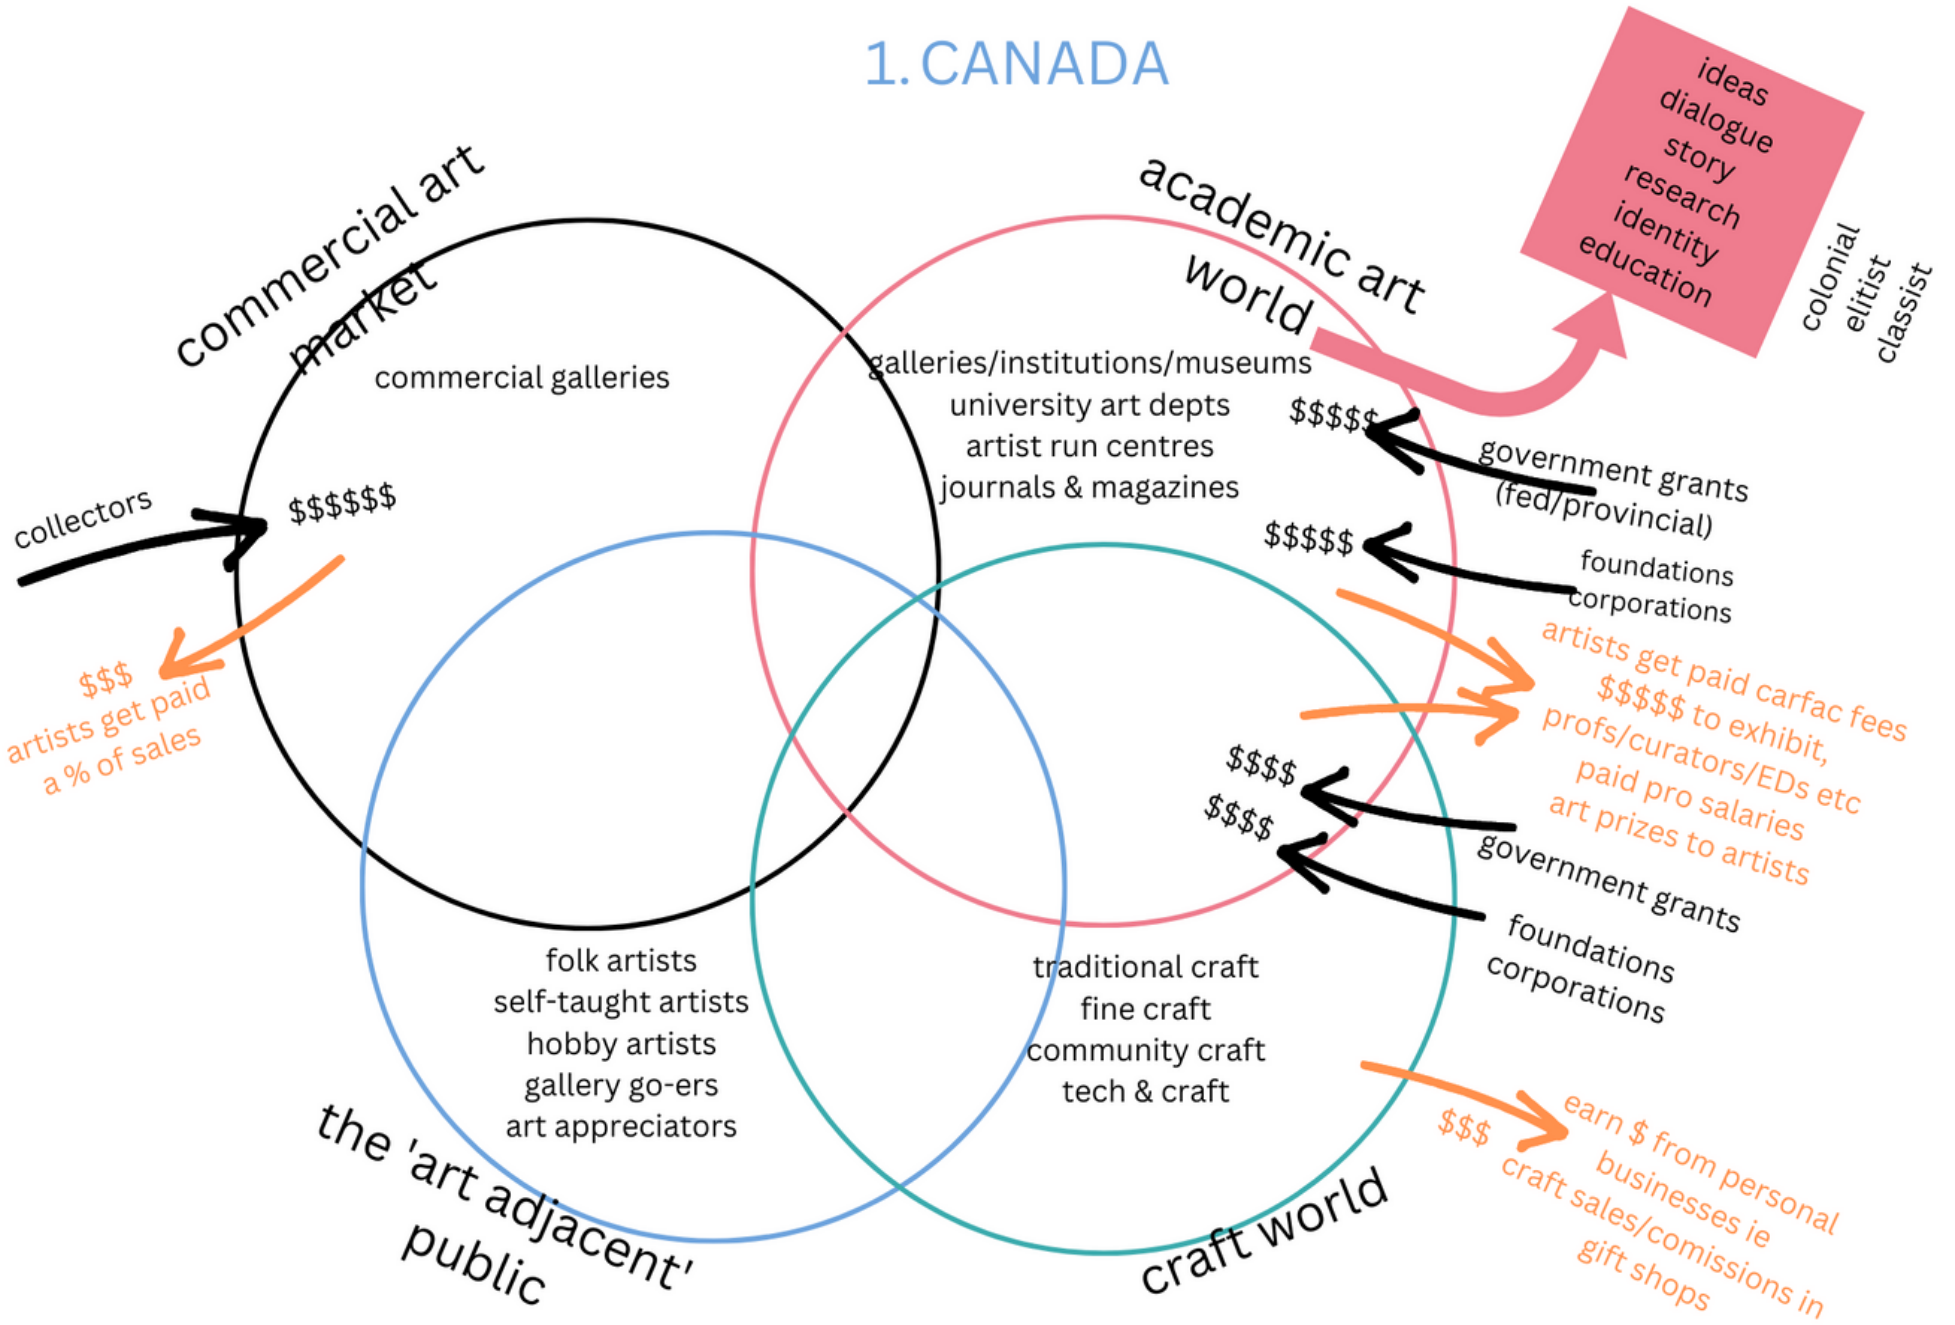 1. CANADA
commercial art
market
commercial galleries
collectors
$$$$$$
$$$
artists get paid
a % of sales
academic art
world
galleries/institutions/museums
university art depts
artist run centres
journals & magazines
ideas
dialogue
story
research
identity
education
colonial
elitist
classist
$$$$$
government grants
(fed/provincial)
$$$$$
foundations
corporations
artists get paid carfac fees
$$$$$ to exhibit,
profs/curators/EDs etc
paid pro salaries
art prizes to artists
$$$$
$$$$
government grants
foundations
corporations
folk artists
self-taught artists
hobby artists
gallery go-ers
art appreciators
the 'art adjacent'
public
traditional craft
fine craft
community craft
tech & craft
craft world
$$$
earn $ from personal
businesses ie
craft sales/comissions in
gift shops